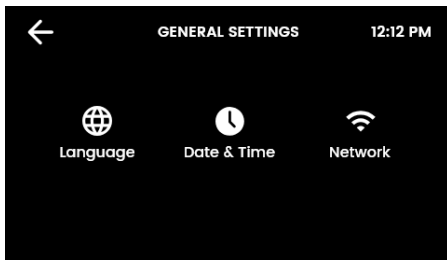 GENERAL SETTINGS 12:12 PM
Language Date & Time Network